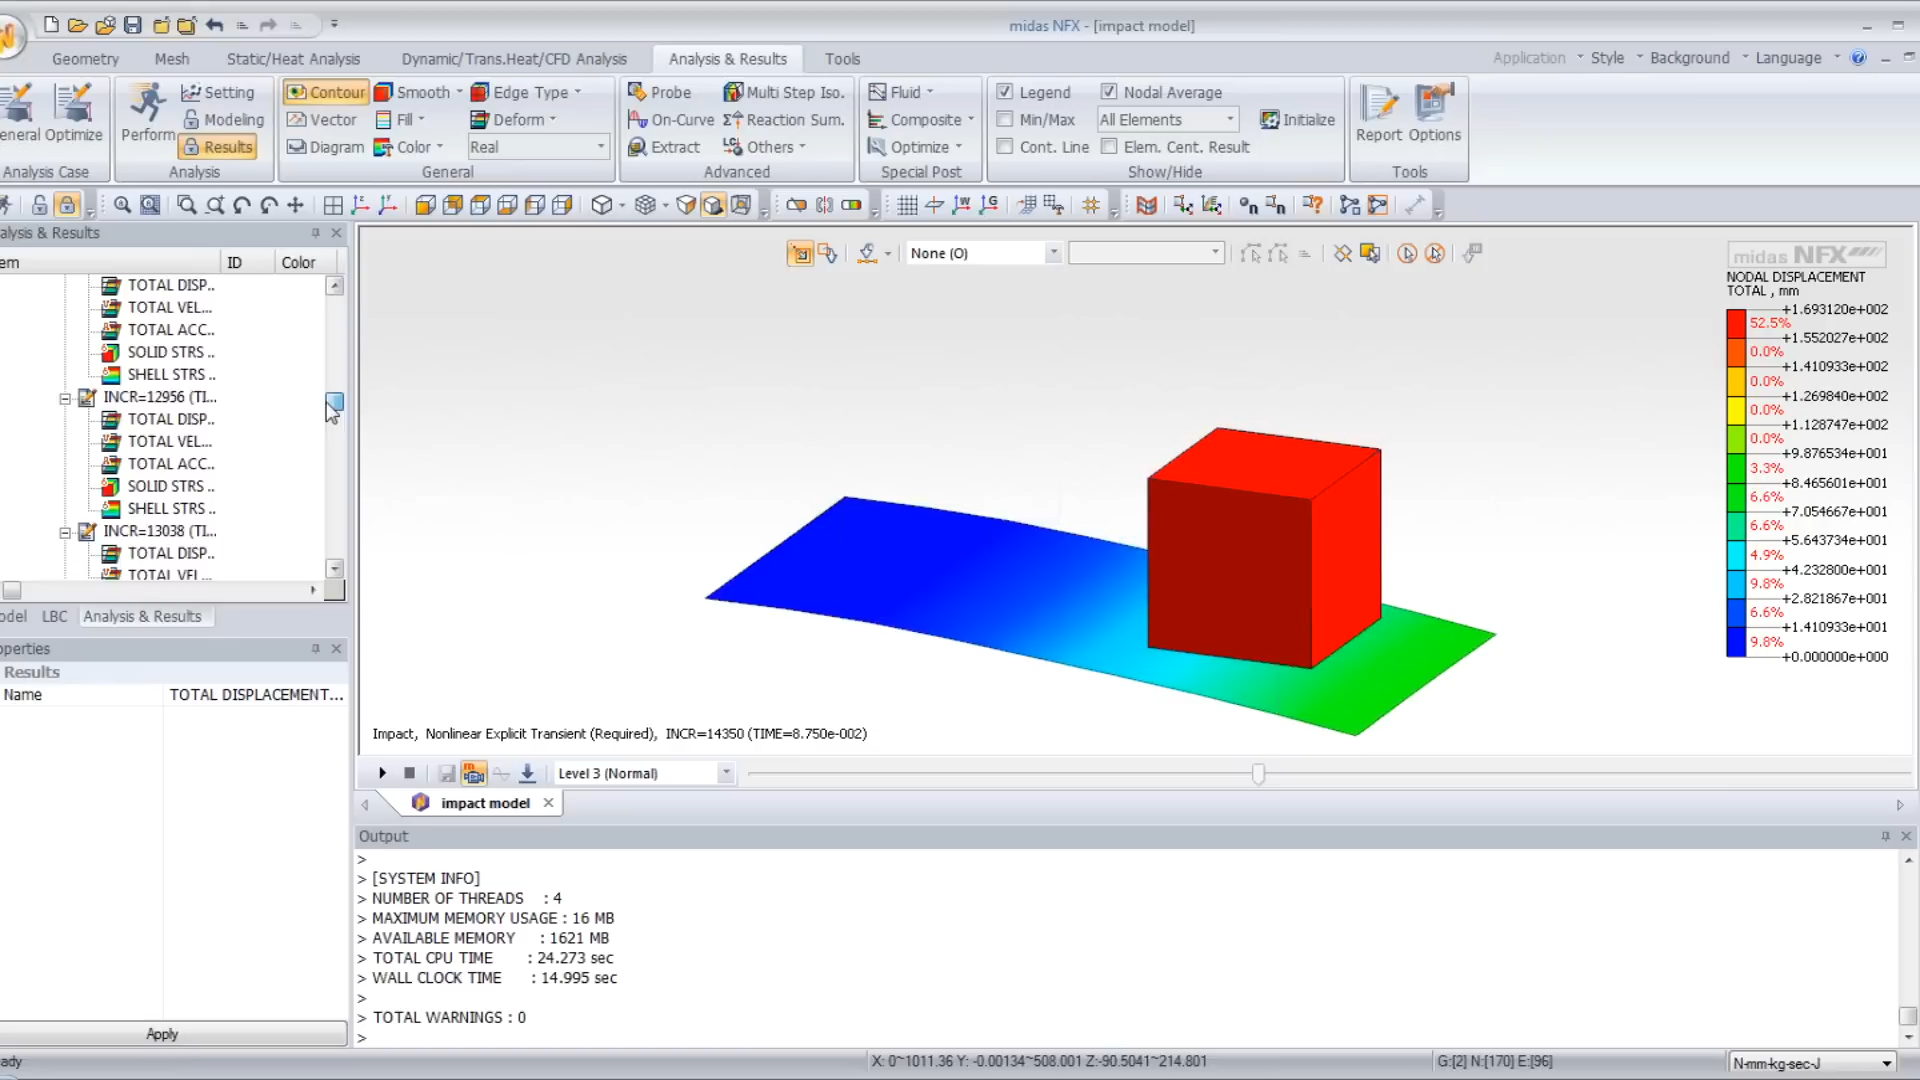 midas NFX - [impact model]
Geometry Mesh Static/Heat Analysis Dynamic/Trans.Heat/CFD Analysis Analysis & Results Tools
Application Style Background Language
eneral Optimize
Analysis Case
Perform
Setting
Modeling
Results
Analysis
Contour Smooth Edge Type
Vector Fill Deform
Diagram Color Real
General
Probe Multi Step Iso.
On-Curve Reaction Sum.
Extract Others
Advanced
Fluid
Composite
Optimize
Special Post
Legend Nodal Average
Min/Max All Elements Initialize
Cont. Line Elem. Cent. Result
Show/Hide
Report Options
Tools
alysis & Results
em ID Color
TOTAL DISP..
TOTAL VEL...
TOTAL ACC..
SOLID STRS ..
SHELL STRS ..
INCR=12956 (TI...
TOTAL DISP..
TOTAL VEL...
TOTAL ACC..
SOLID STRS ..
SHELL STRS ..
INCR=13038 (TI...
TOTAL DISP..
TOTAL VEL...
odel LBC Analysis & Results
operties
Results
Name TOTAL DISPLACEMENT...
Apply
None (O)
midas NFX
NODAL DISPLACEMENT
TOTAL , mm
+1.693120e+002
52.5%
+1.552027e+002
0.0%
+1.410933e+002
0.0%
+1.269840e+002
0.0%
+1.128747e+002
0.0%
+9.876534e+001
3.3%
+8.465601e+001
6.6%
+7.054667e+001
6.6%
+5.643734e+001
4.9%
+4.232800e+001
9.8%
+2.821867e+001
6.6%
+1.410933e+001
9.8%
+0.000000e+000
Impact, Nonlinear Explicit Transient (Required), INCR=14350 (TIME=8.750e-002)
Level 3 (Normal)
impact model
Output
>
> [SYSTEM INFO]
> NUMBER OF THREADS : 4
> MAXIMUM MEMORY USAGE : 16 MB
> AVAILABLE MEMORY : 1621 MB
> TOTAL CPU TIME : 24.273 sec
> WALL CLOCK TIME : 14.995 sec
>
> TOTAL WARNINGS : 0
>
ady
X: 0~1011.36 Y: -0.00134~508.001 Z:-90.5041~214.801
G:[2] N:[170] E:[96]
N-mm-kg-sec-J